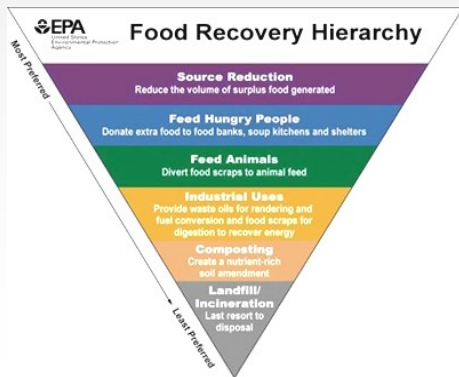 EPA
United States
Environmental Protection
Agency
Food Recovery Hierarchy
Most Preferred
Source Reduction
Reduce the volume of surplus food generated
Feed Hungry People
Donate extra food to food banks, soup kitchens and shelters
Feed Animals
Divert food scraps to animal feed
Industrial Uses
Provide waste oils for rendering and
fuel conversion and food scraps for
digestion to recover energy
Composting
Create a nutrient-rich
soil amendment
Landfill/
Incineration
Last resort to
disposal
Least Preferred